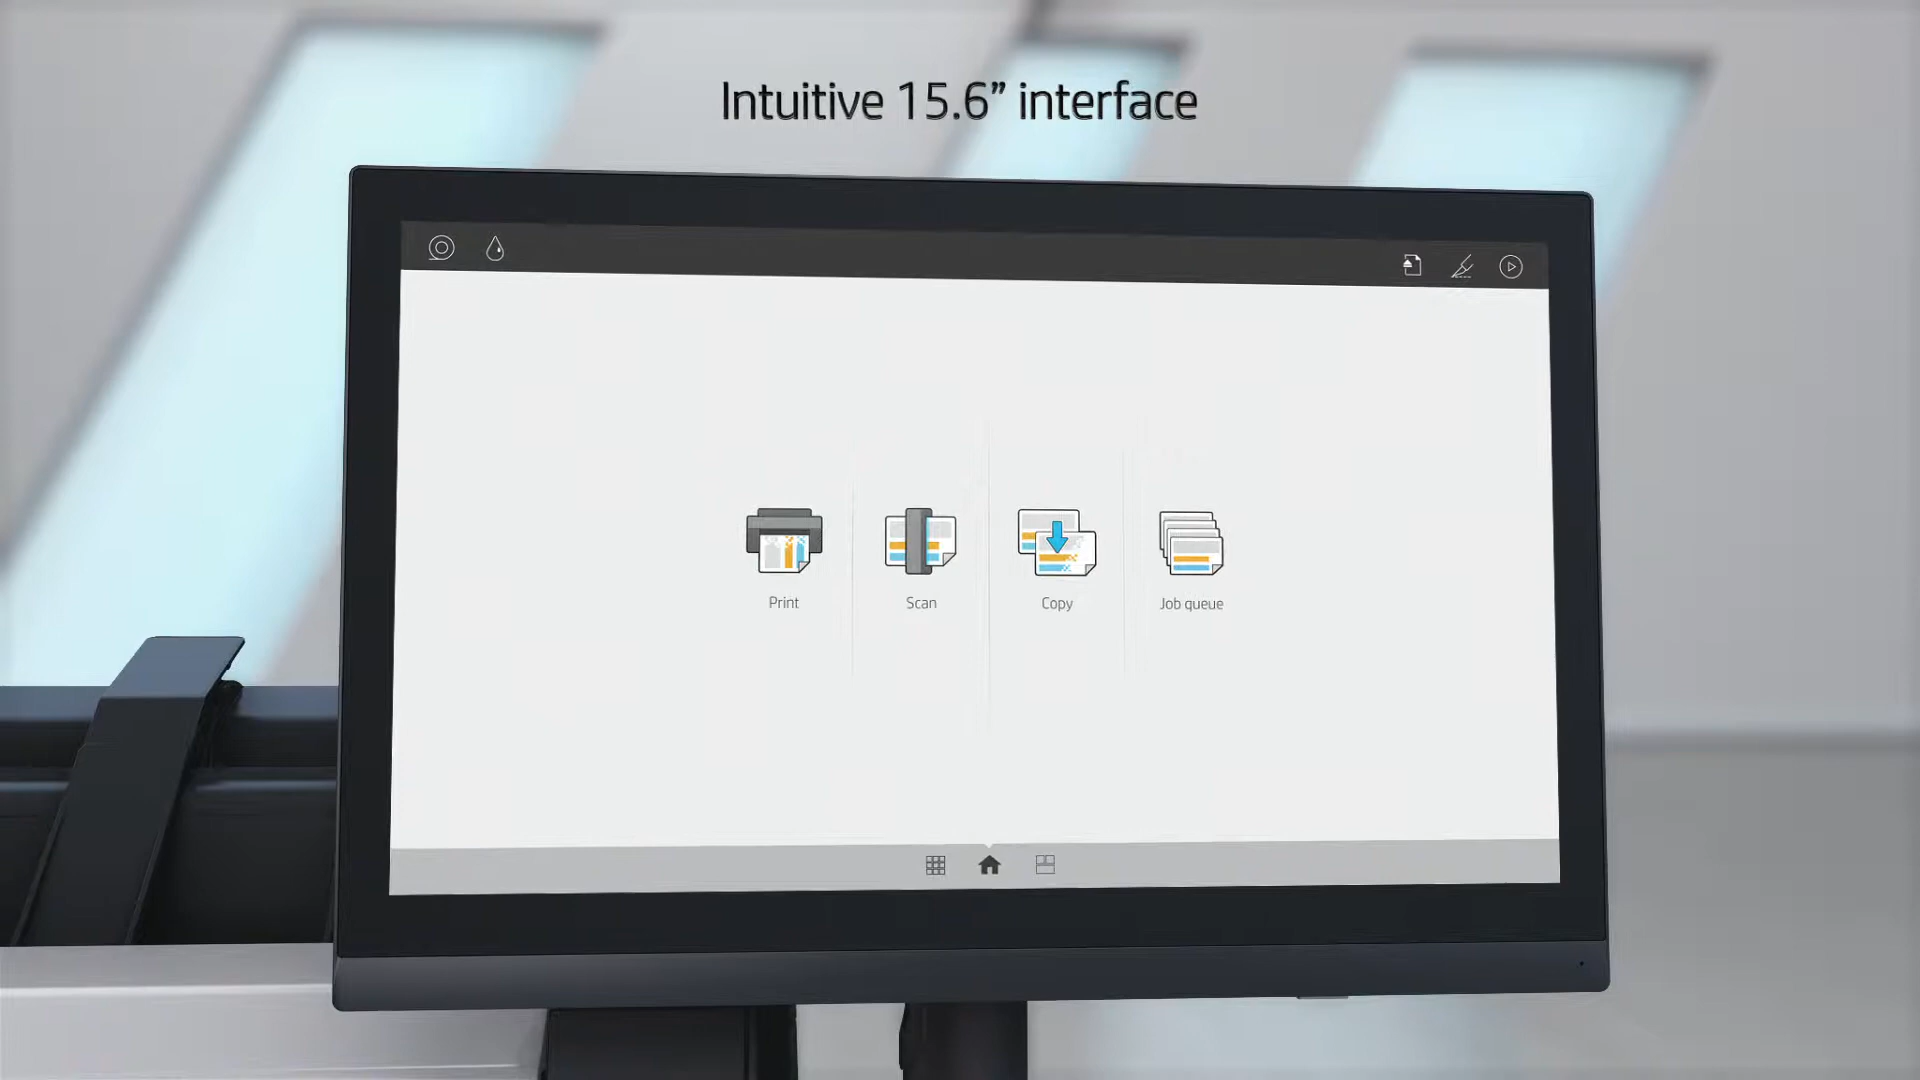 Intuitive 15.6” interface
Print
Scan
Copy
Job queue